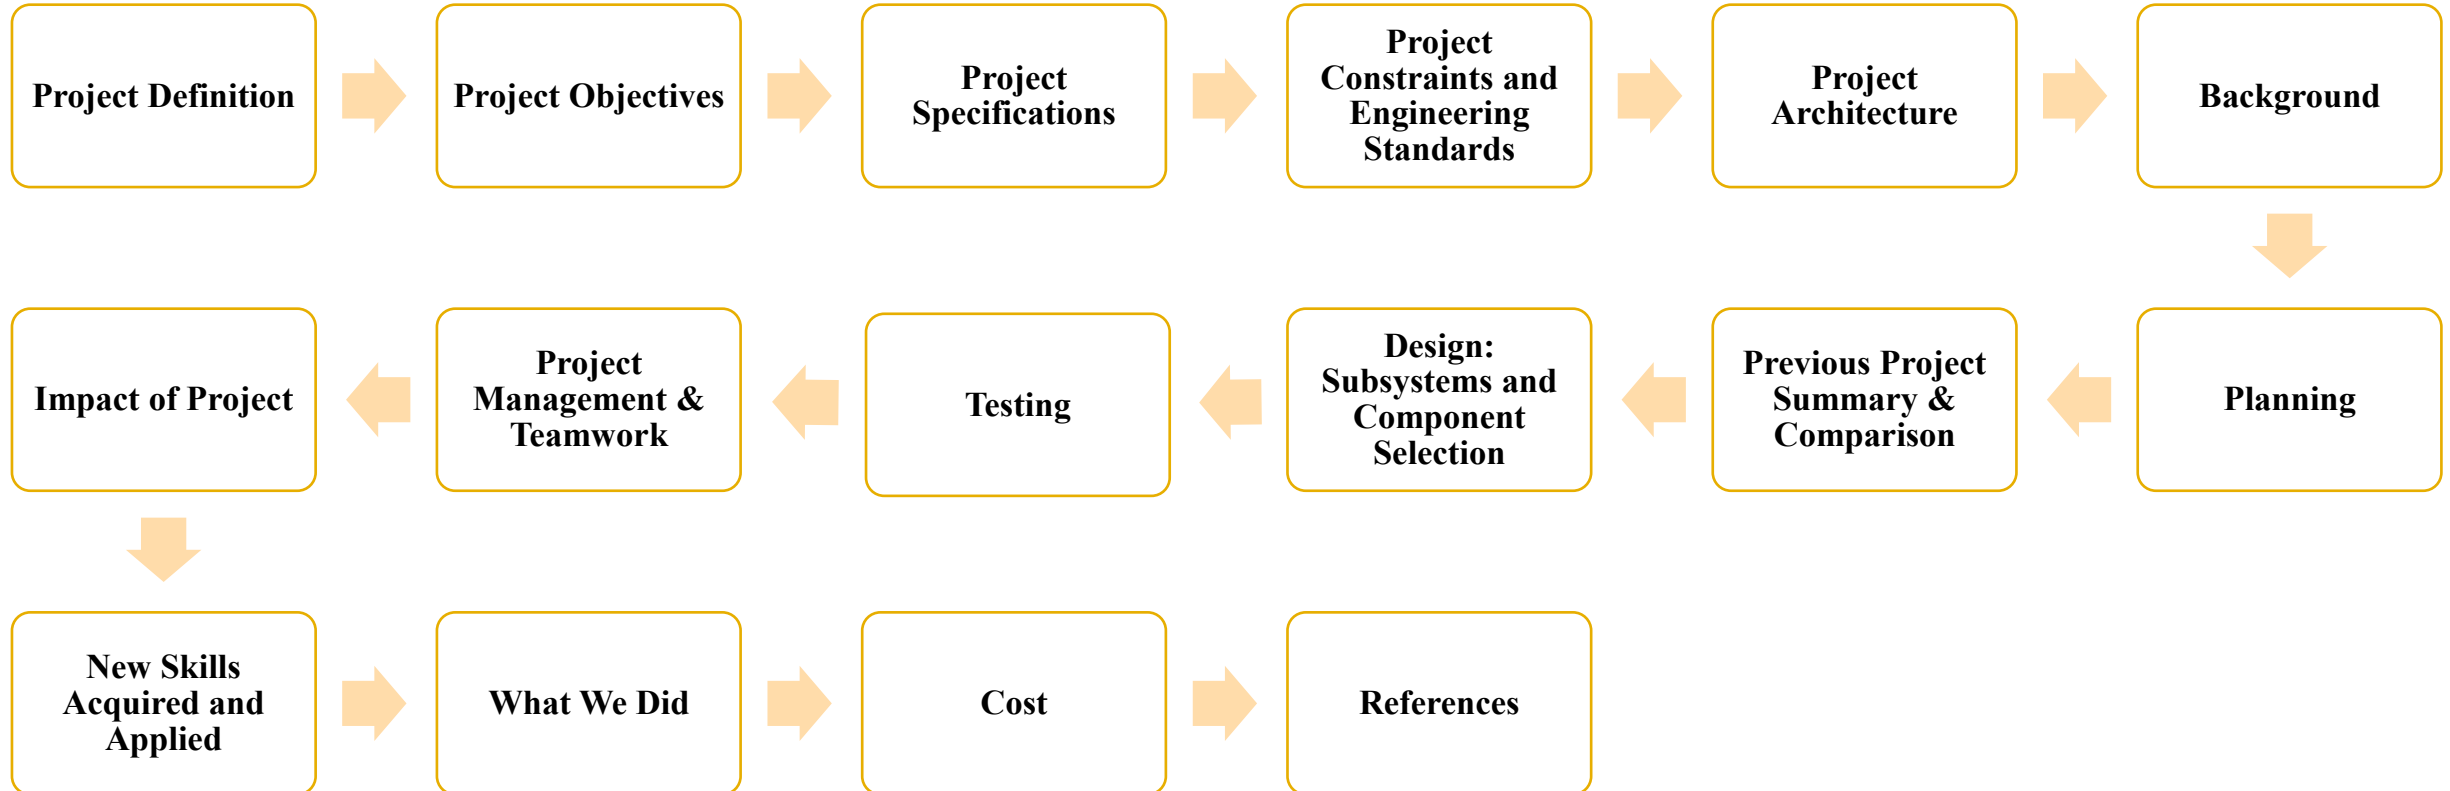 Project Definition
Project Objectives
Project
Specifications
Project
Constraints and
Engineering
Standards
Project
Architecture
Background
Planning
Previous Project
Summary &
Comparison
Design:
Subsystems and
Component
Selection
Testing
Project
Management &
Teamwork
Impact of Project
New Skills
Acquired and
Applied
What We Did
Cost
References